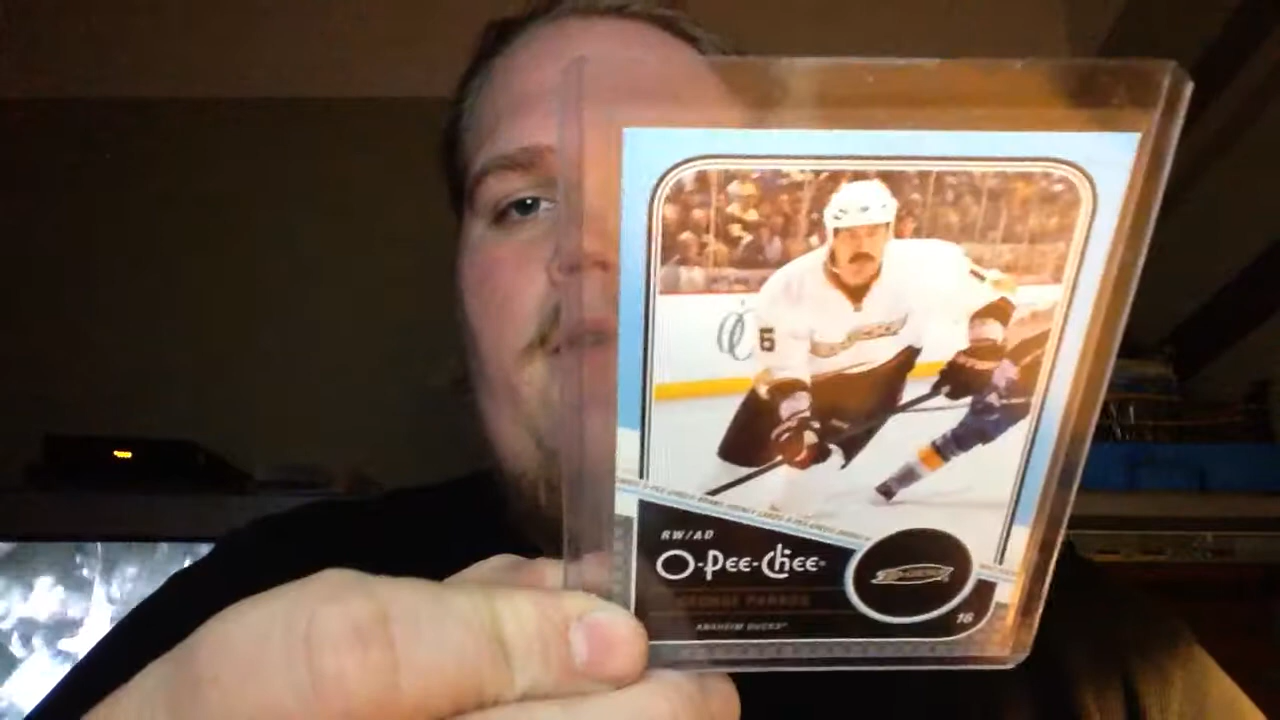 RW/AD
O-PEE-CHEE
GEORGE PARROS
ANAHEIM DUCKS
16